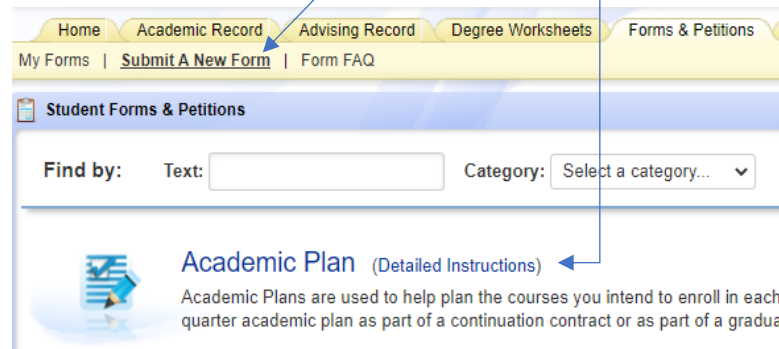 Home Academic Record Advising Record Degree Worksheets Forms & Petitions
My Forms | Submit A New Form | Form FAQ
Student Forms & Petitions
Find by: Text: Category: Select a category...
Academic Plan (Detailed Instructions)
Academic Plans are used to help plan the courses you intend to enroll in each
quarter academic plan as part of a continuation contract or as part of a